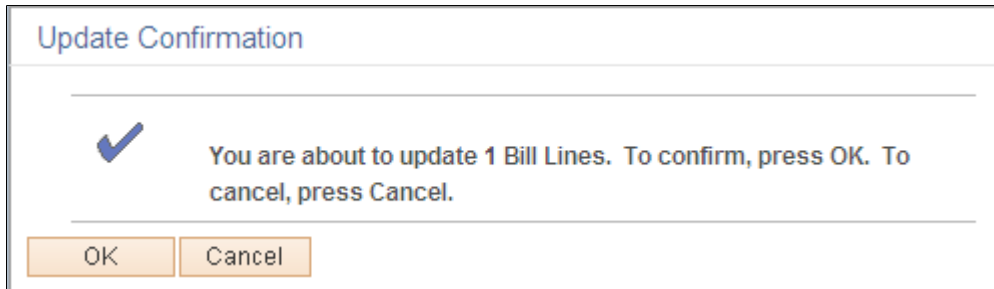 Update Confirmation
You are about to update 1 Bill Lines.  To confirm, press OK.  To
cancel, press Cancel.
OK Cancel